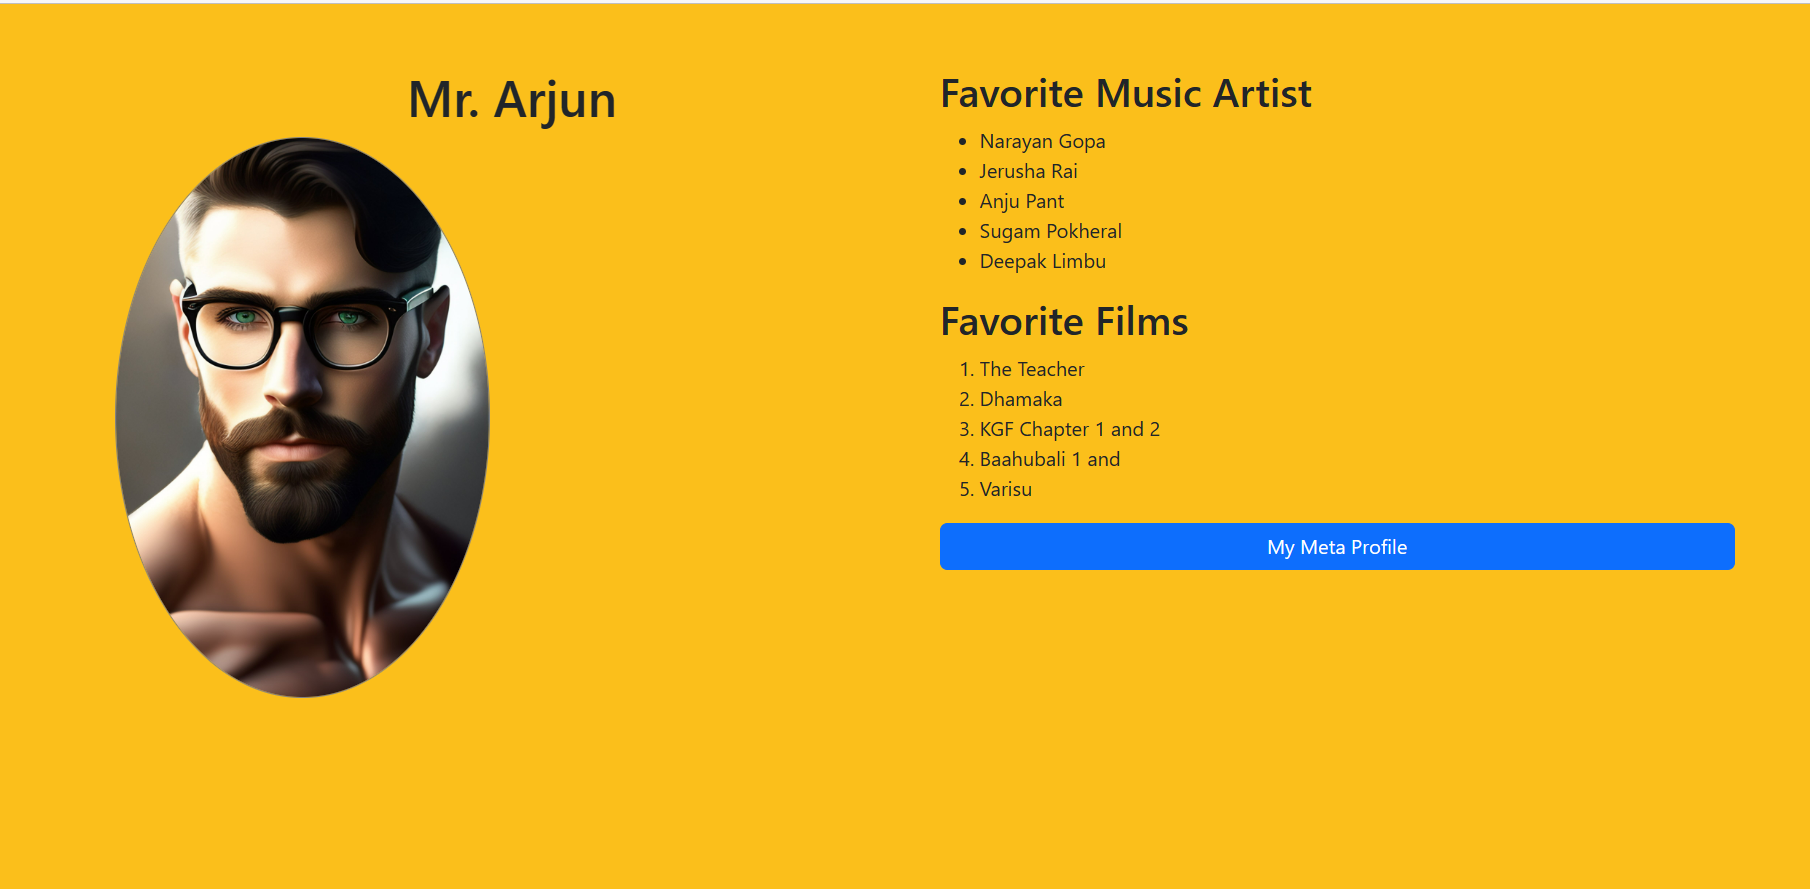 Mr. Arjun
Favorite Music Artist
Narayan Gopa
Jerusha Rai
Anju Pant
Sugam Pokheral
Deepak Limbu
Favorite Films
1. The Teacher
2. Dhamaka
3. KGF Chapter 1 and 2
4. Baahubali 1 and
5. Varisu
My Meta Profile